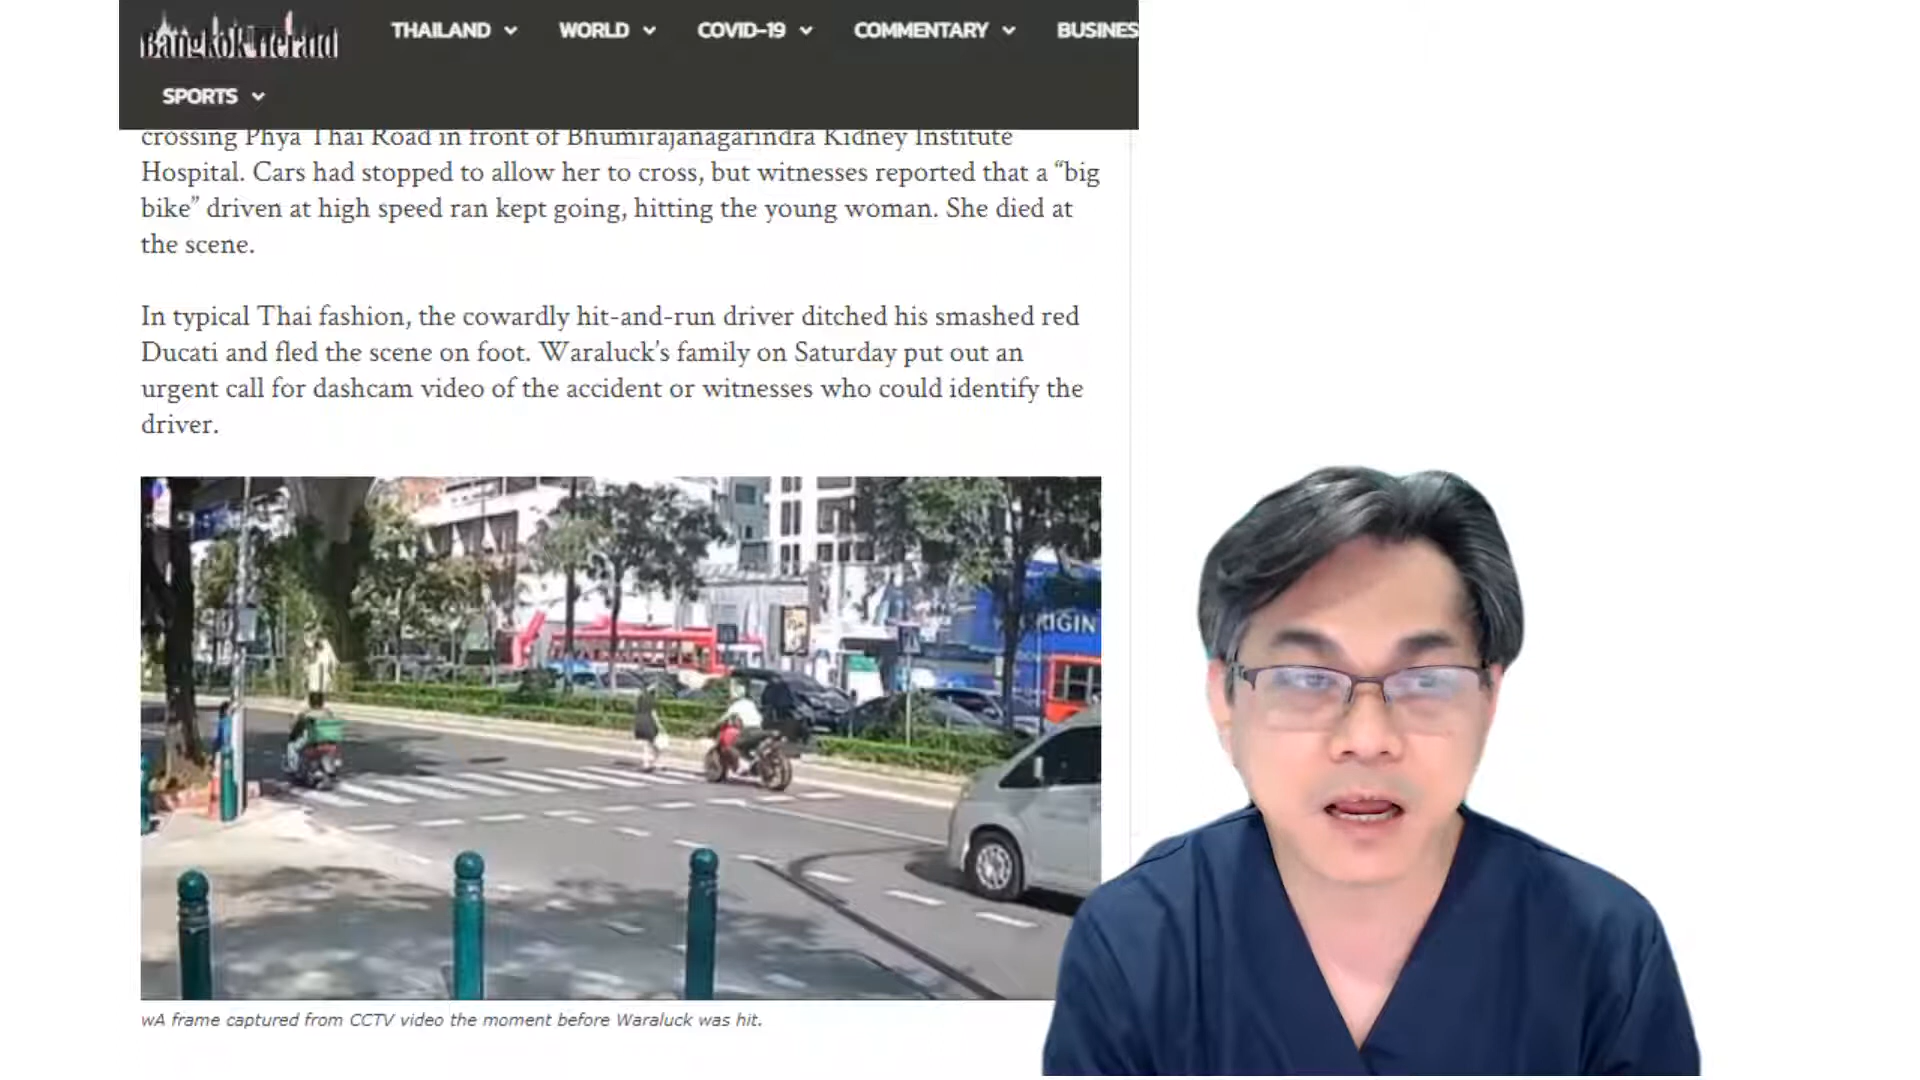 Bangkok Herald
THAILAND
WORLD
COVID-19
COMMENTARY
BUSINES
SPORTS
crossing Phya Thai Road in front of Bhumirajanagarindra Kidney Institute
Hospital. Cars had stopped to allow her to cross, but witnesses reported that a “big
bike” driven at high speed ran kept going, hitting the young woman. She died at
the scene.
In typical Thai fashion, the cowardly hit-and-run driver ditched his smashed red
Ducati and fled the scene on foot. Waraluck’s family on Saturday put out an
urgent call for dashcam video of the accident or witnesses who could identify the
driver.
wA frame captured from CCTV video the moment before Waraluck was hit.